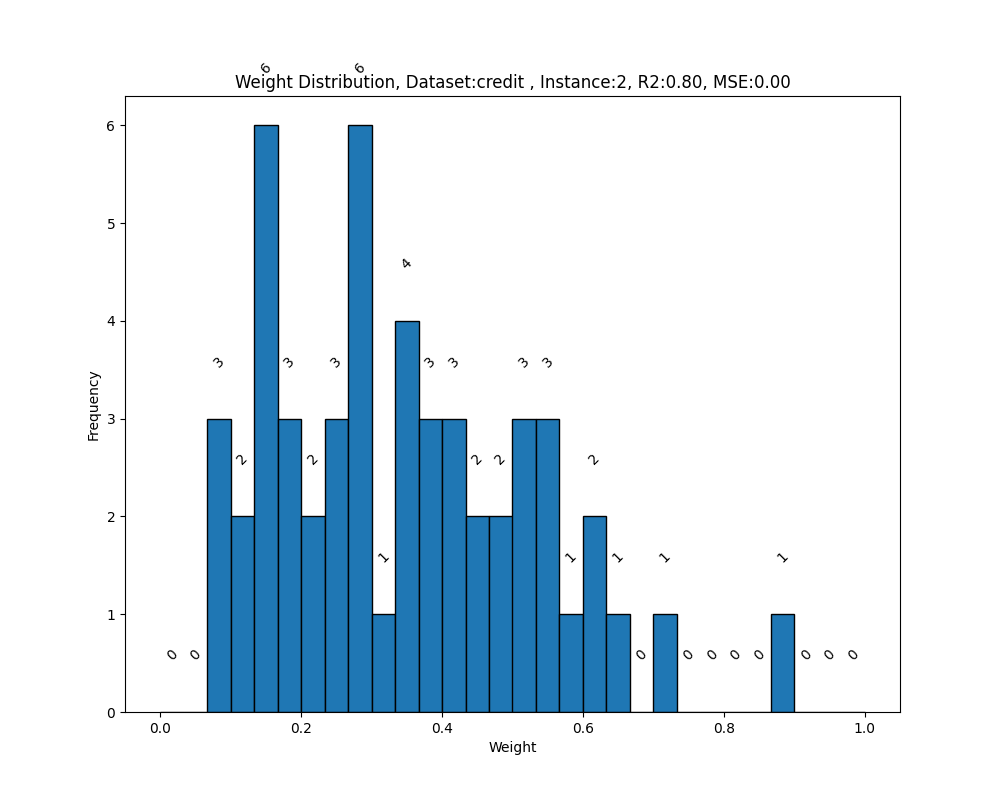 6 6
Weight Distribution, Dataset:credit , Instance:2, R2:0.80, MSE:0.00
6
5
4
4
3 3 3 3 3 3 3
3
2 2 2 2 2
2
1 1 1 1 1
1
0 0 0 0 0 0 0 0 0 0
0
Frequency
0.0 0.2 0.4 0.6 0.8 1.0
Weight